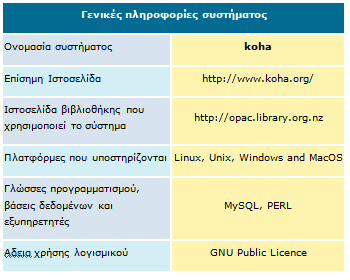 Γενικές πληροφορίες συστήματος
Ονομασία συστήματος
koha
Επίσημη Ιστοσελίδα
http://www.koha.org/
Ιστοσελίδα βιβλιοθήκης που
χρησιμοποιεί το σύστημα
http://opac.library.org.nz
Πλατφόρμες που υποστηρίζονται
Linux, Unix, Windows and MacOS
Γλώσσες προγραμματισμού,
βάσεις δεδομένων και
εξυπηρετητές
MySQL, PERL
Αδεια χρήσης λογισμικού
GNU Public Licence